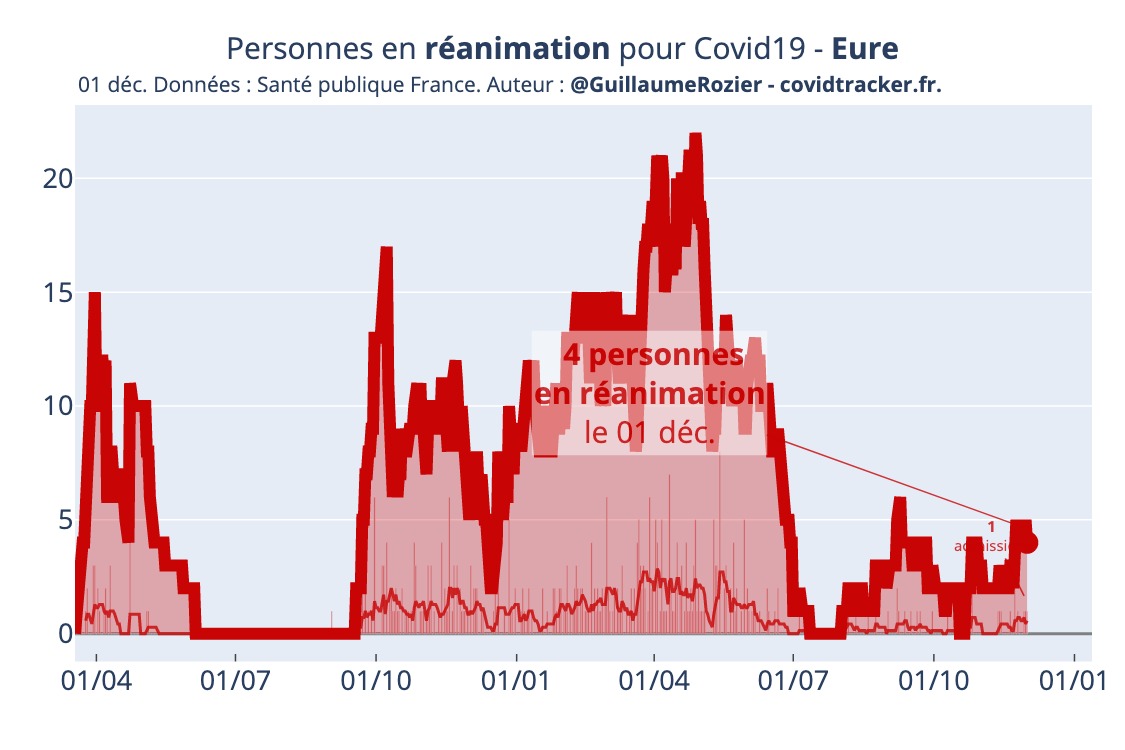 Personnes en réanimation pour Covid19 - Eure
01 déc. Données : Santé publique France. Auteur : @GuillaumeRozier - covidtracker.fr.
20
15
10
5
0
4 personnes
en réanimation
le 01 déc.
1
01/04
01/07
01/10
01/01
01/04
01/07
01/10
01/01